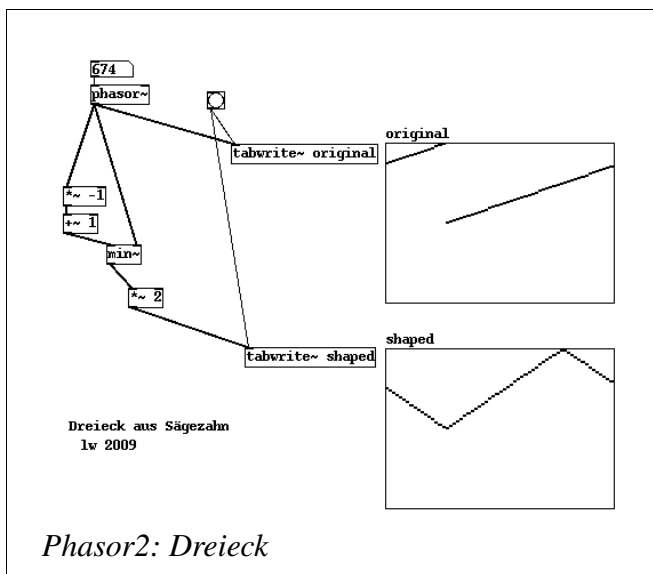 674
phasor~
tabwrite~ original
original
*~ -1
+~ 1
min~
*~ 2
tabwrite~ shaped
shaped
Dreieck aus Sägezahn
lw 2009
Phasor2: Dreieck